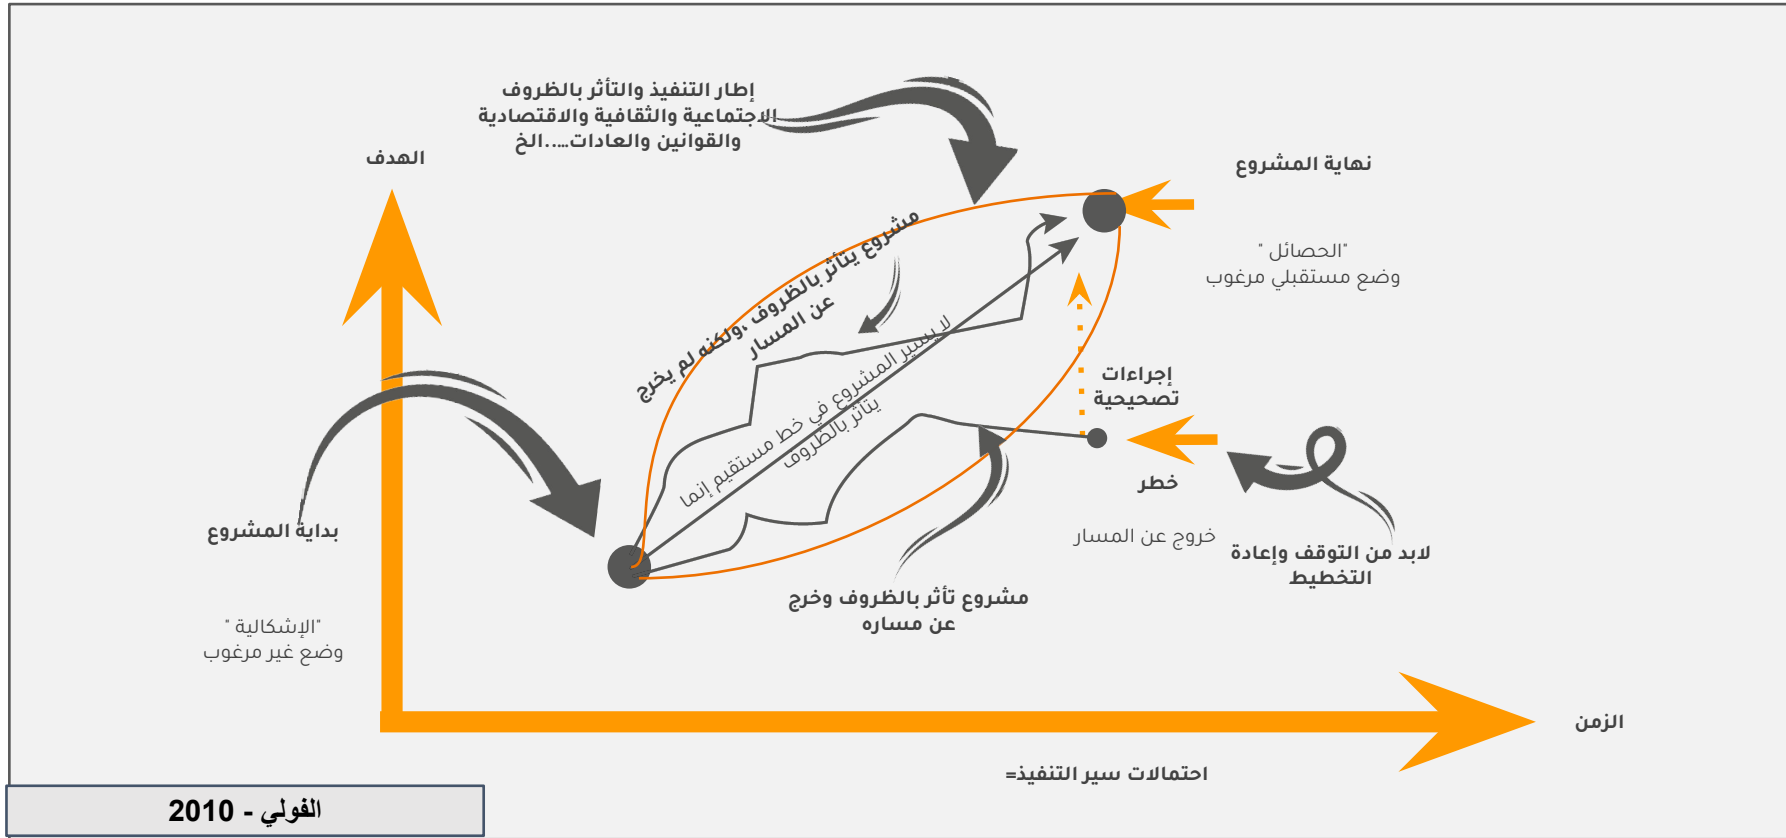 إطار التنفيذ والتأثر بالظروف
الاجتماعية والثقافية والاقتصادية
والقوانين والعادات.....الخ
الهدف
نهاية المشروع
"الحصائل "
وضع مستقبلي مرغوب
مشروع يتأثر بالظروف ،ولكنه لم يخرج
عن المسار
لا يسير المشروع في خط مستقيم إنما
يتأثر بالظروف
إجراءات
تصحيحية
خطر
خروج عن المسار
لابد من التوقف وإعادة
التخطيط
بداية المشروع
"الإشكالية "
وضع غير مرغوب
مشروع تأثر بالظروف وخرج
عن مساره
الزمن
احتمالات سير التنفيذ=
الفولي - 2010